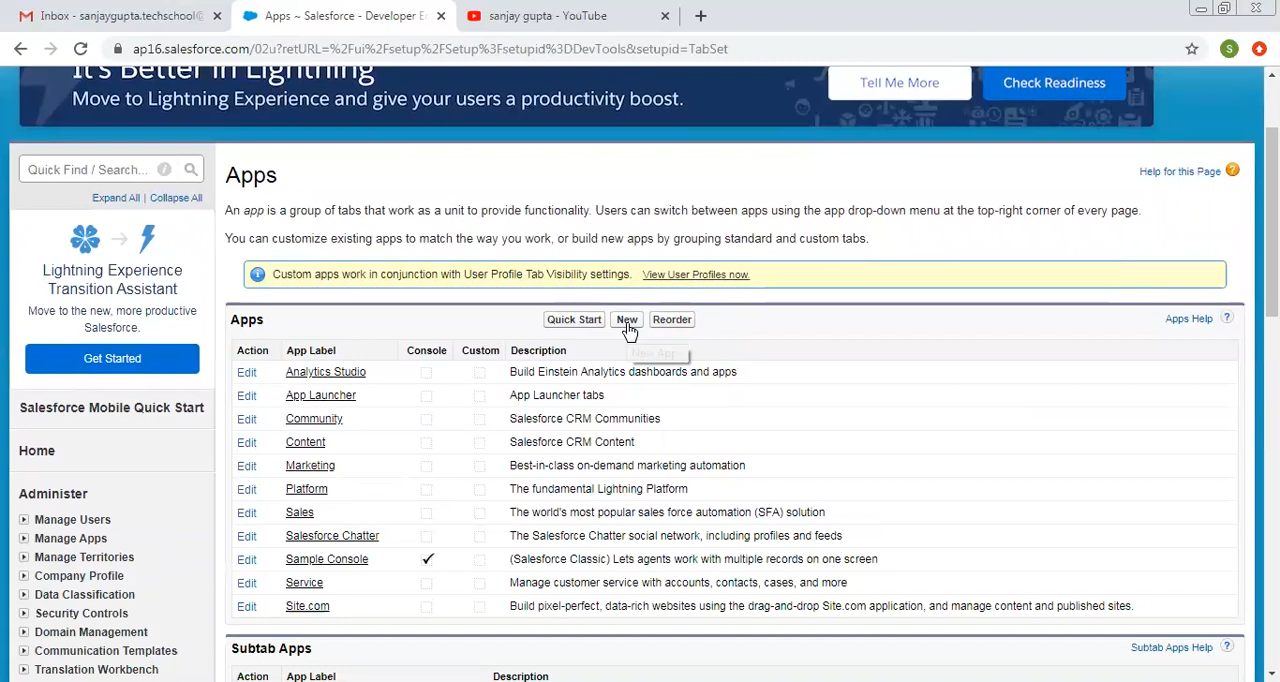 Inbox - sanjaygupta.techschool@
Apps ~ Salesforce - Developer E
sanjay gupta - YouTube
ap16.salesforce.com/02u?retURL=%2Fui%2Fsetup%2FSetup%3Fsetupid%3DDevTools&setupid=TabSet
S
It's Better in Lightning
Move to Lightning Experience and give your users a productivity boost.
Tell Me More
Check Readiness
Quick Find / Search...
Expand All | Collapse All
Lightning Experience
Transition Assistant
Move to the new, more productive
Salesforce.
Get Started
Salesforce Mobile Quick Start
Home
Administer
Manage Users
Manage Apps
Manage Territories
Company Profile
Data Classification
Security Controls
Domain Management
Communication Templates
Translation Workbench
Apps
Help for this Page
An app is a group of tabs that work as a unit to provide functionality. Users can switch between apps using the app drop-down menu at the top-right corner of every page.
You can customize existing apps to match the way you work, or build new apps by grouping standard and custom tabs.
Custom apps work in conjunction with User Profile Tab Visibility settings. View User Profiles now.
Apps Quick Start New Reorder Apps Help ?
New App
Action App Label Console Custom Description
Edit Analytics Studio Build Einstein Analytics dashboards and apps
Edit App Launcher App Launcher tabs
Edit Community Salesforce CRM Communities
Edit Content Salesforce CRM Content
Edit Marketing Best-in-class on-demand marketing automation
Edit Platform The fundamental Lightning Platform
Edit Sales The world's most popular sales force automation (SFA) solution
Edit Salesforce Chatter The Salesforce Chatter social network, including profiles and feeds
Edit Sample Console (Salesforce Classic) Lets agents work with multiple records on one screen
Edit Service Manage customer service with accounts, contacts, cases, and more
Edit Site.com Build pixel-perfect, data-rich websites using the drag-and-drop Site.com application, and manage content and published sites.
Subtab Apps Subtab Apps Help ?
Action App Label Description